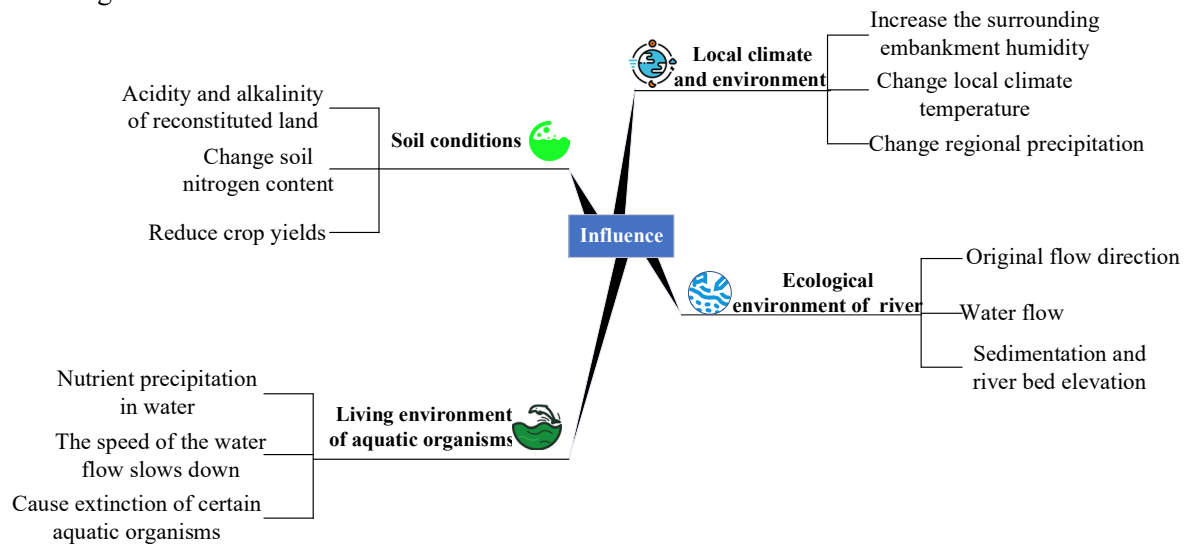 Increase the surrounding
embankment humidity
Local climate
and environment
Change local climate
temperature
Change regional precipitation
Acidity and alkalinity
of reconstituted land
Soil conditions
Change soil
nitrogen content
Reduce crop yields
Influence
Original flow direction
Ecological
environment of river
Water flow
Sedimentation and
river bed elevation
Nutrient precipitation
in water
Living environment
of aquatic organisms
The speed of the water
flow slows down
Cause extinction of certain
aquatic organisms